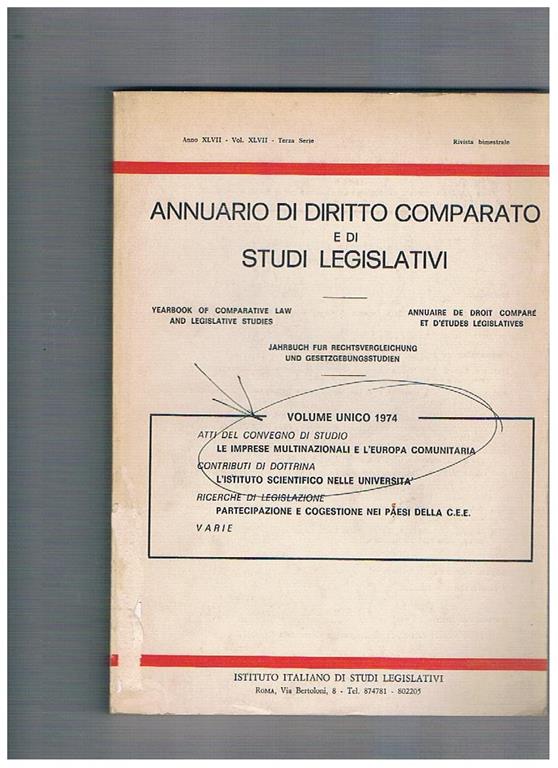 Anno XLVII - Vol. XLVII - Terza Serie Rivista bimestrale
ANNUARIO DI DIRITTO COMPARATO
E DI
STUDI LEGISLATIVI
YEARBOOK OF COMPARATIVE LAW
AND LEGISLATIVE STUDIES
ANNUAIRE DE DROIT COMPARÉ
ET D'ÉTUDES LÉGISLATIVES
JAHRBUCH FUR RECHTSVERGLEICHUNG
UND GESETZGEBUNGSSTUDIEN
VOLUME UNICO 1974
ATTI DEL CONVEGNO DI STUDIO
LE IMPRESE MULTINAZIONALI E L'EUROPA COMUNITARIA
CONTRIBUTI DI DOTTRINA
L'ISTITUTO SCIENTIFICO NELLE UNIVERSITA'
RICERCHE DI LEGISLAZIONE
PARTECIPAZIONE E COGESTIONE NEI PAESI DELLA C.E.E.
VARIE
ISTITUTO ITALIANO DI STUDI LEGISLATIVI
ROMA, Via Bertoloni, 8 - Tel. 874781 - 802205